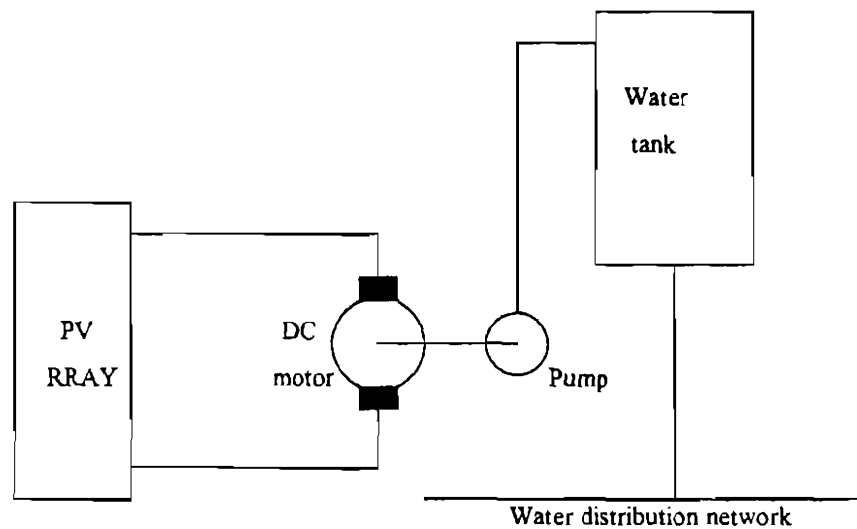 Water
tank
PV
RRAY
DC
motor
Pump
Water distribution network